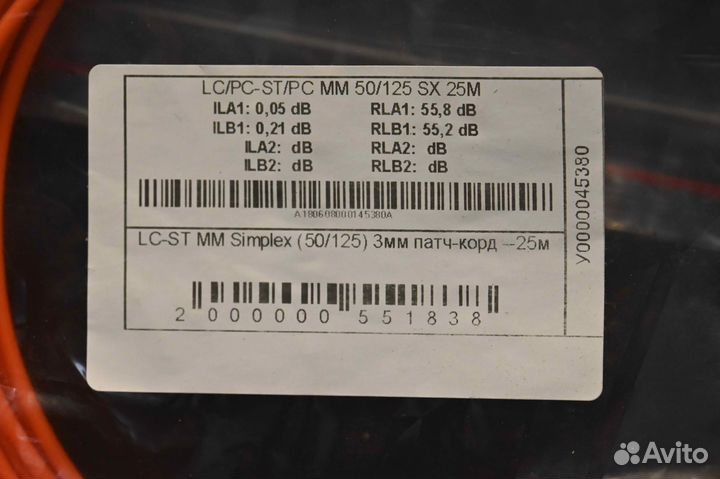 LC/PC-ST/PC MM 50/125 SX 25M
ILA1: 0,05 dB RLA1: 55,8 dB
ILB1: 0,21 dB RLB1: 55,2 dB
ILA2: dB RLA2: dB
ILB2: dB RLB2: dB
A180608000145380A
LC-ST MM Simplex (50/125) 3мм патч-корд --25м
2 000000 551838
У0000045380
Avito